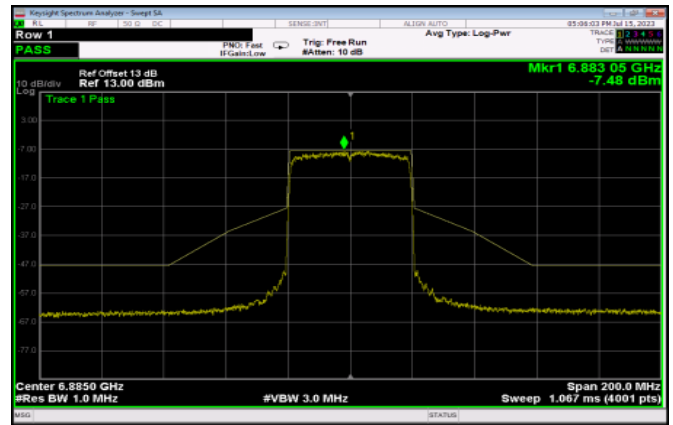 Keysight Spectrum Analyzer - Swept SA
RL RF 50 Ω DC SENSE:INT ALIGN AUTO 05:06:03 PM Jul 15, 2023
Row 1 Avg Type: Log-Pwr TRACE 1 2 3 4 5 6
PASS PNO: Fast Trig: Free Run TYPE A WWWWW
IFGain:Low #Atten: 10 dB DET A N N N N N
Mkr1 6.883 05 GHz
Ref Offset 13 dB
10 dB/div Ref 13.00 dBm -7.48 dBm
Log
Trace 1 Pass
3.00
1
-7.00
-17.0
-27.0
-37.0
-47.0
-57.0
-67.0
-77.0
Center 6.8850 GHz Span 200.0 MHz
#Res BW 1.0 MHz #VBW 3.0 MHz Sweep 1.067 ms (4001 pts)
MSG STATUS